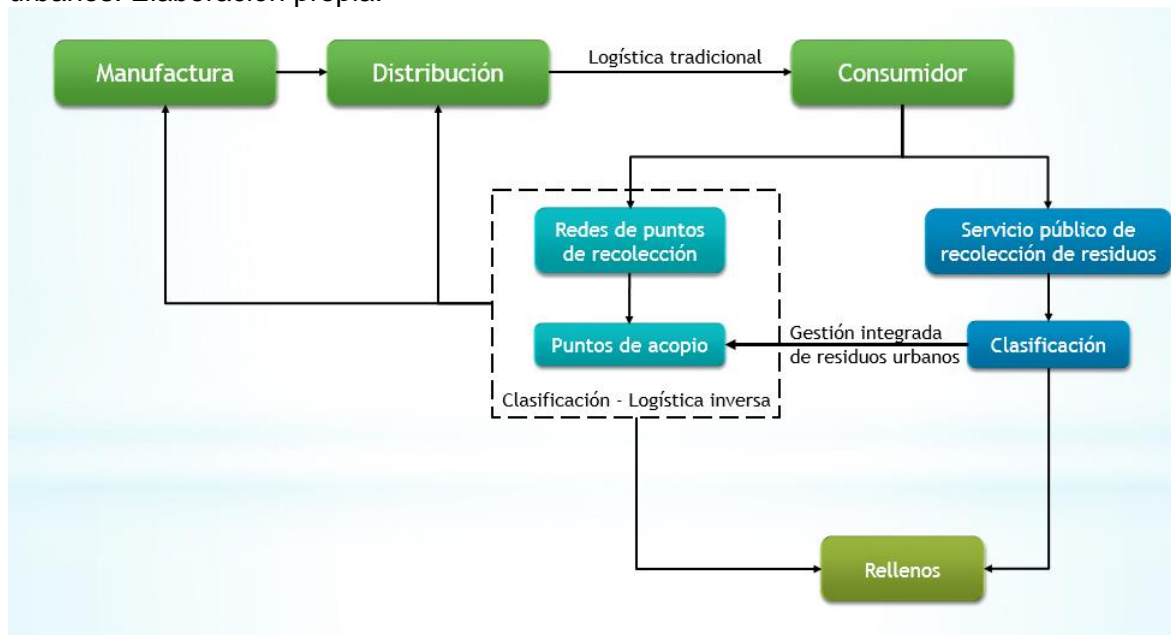 urbanos. Elaboración propia.
Manufactura
Distribución
Logística tradicional
Consumidor
Redes de puntos
de recolección
Servicio público de
recolección de residuos
Puntos de acopio
Gestión integrada
de residuos urbanos
Clasificación
Clasificación - Logística inversa
Rellenos